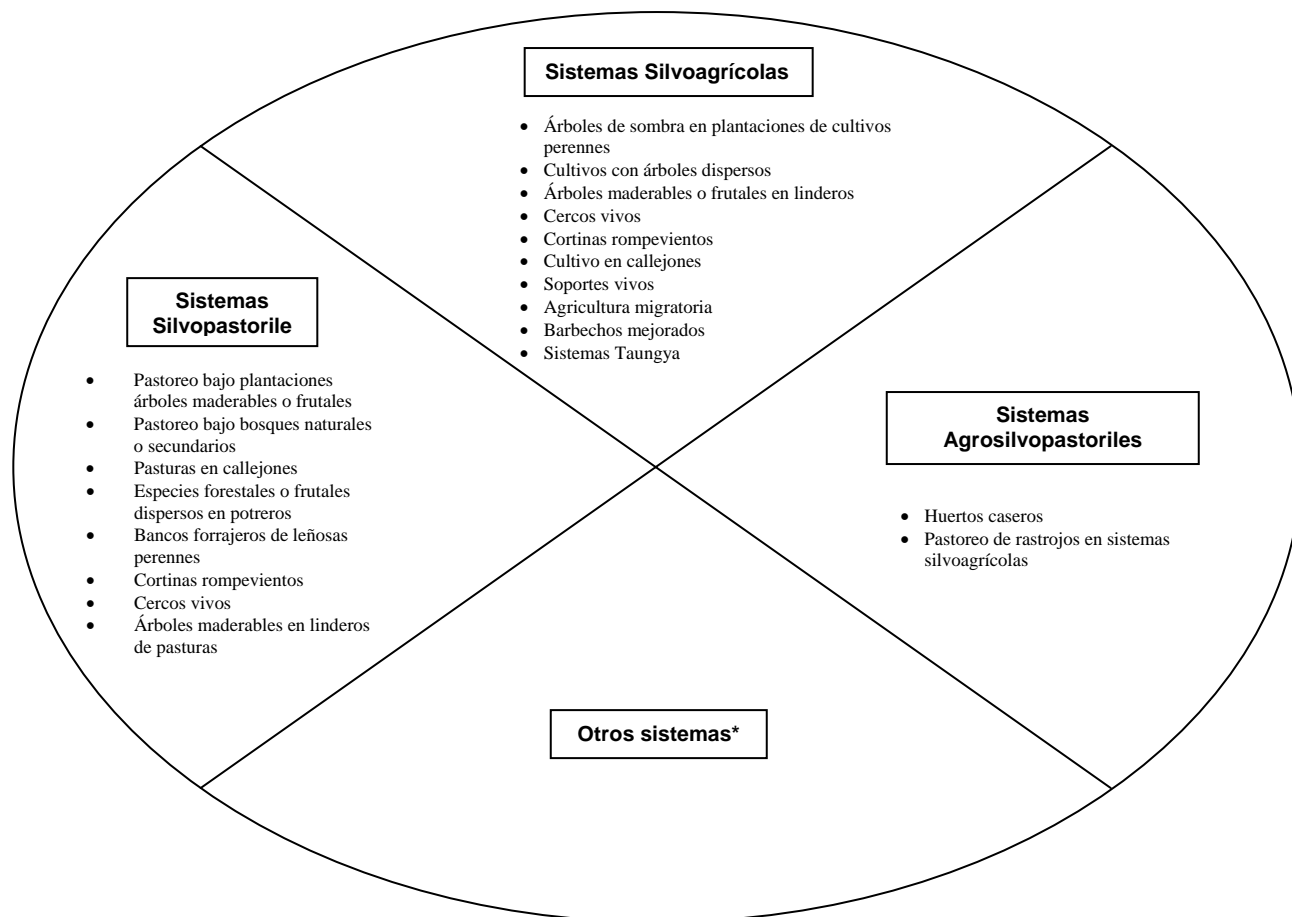 Sistemas Silvoagrícolas
• Árboles de sombra en plantaciones de cultivos
perennes
• Cultivos con árboles dispersos
• Árboles maderables o frutales en linderos
• Cercos vivos
• Cortinas rompevientos
• Cultivo en callejones
• Soportes vivos
• Agricultura migratoria
• Barbechos mejorados
• Sistemas Taungya
Sistemas
Silvopastorile
• Pastoreo bajo plantaciones
árboles maderables o frutales
• Pastoreo bajo bosques naturales
o secundarios
• Pasturas en callejones
• Especies forestales o frutales
dispersos en potreros
• Bancos forrajeros de leñosas
perennes
• Cortinas rompevientos
• Cercos vivos
• Árboles maderables en linderos
de pasturas
Sistemas
Agrosilvopastoriles
• Huertos caseros
• Pastoreo de rastrojos en sistemas
silvoagrícolas
Otros sistemas*